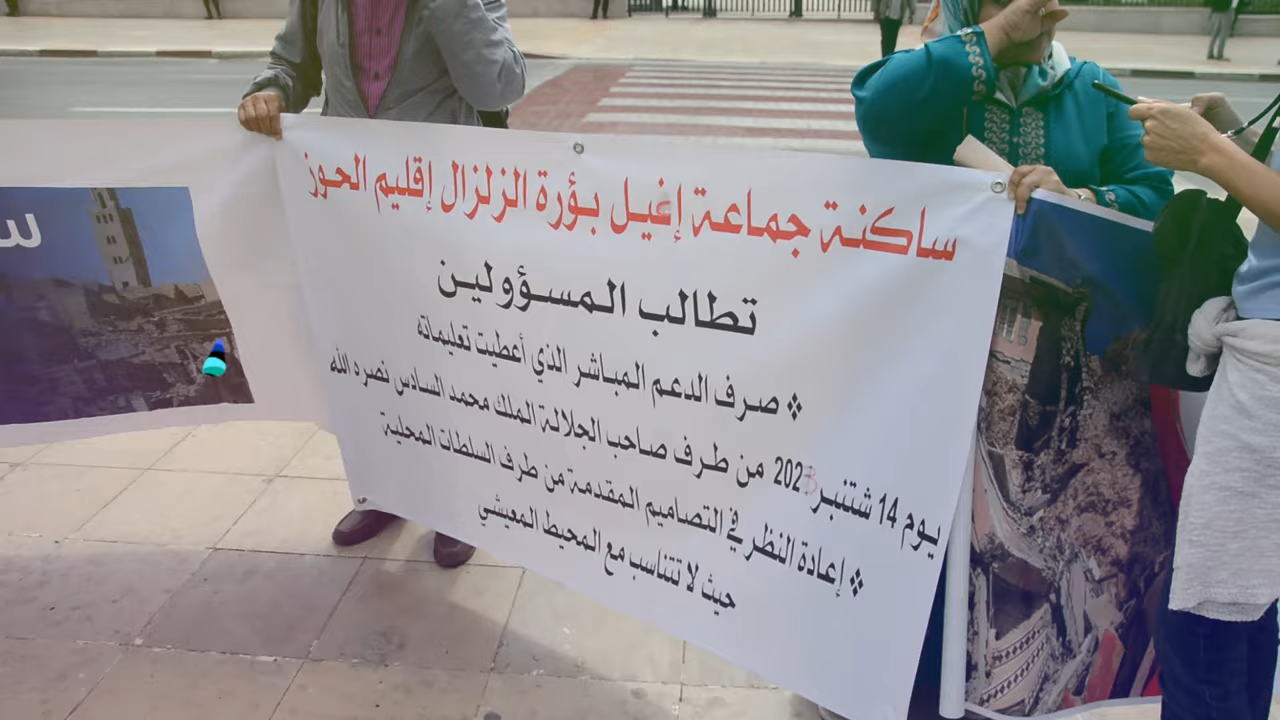 ساكنة جماعة إغيل بؤرة الزلزال إقليم الحوز
تطالب المسؤولين
❖ صرف الدعم المباشر الذي أعطيت تعليماته
يوم 14 شتنبر 2023 من طرف صاحب الجلالة الملك محمد السادس نصره الله
❖ إعادة النظر في التصاميم المقدمة من طرف السلطات المحلية
حيث لا تتناسب مع المحيط المعيشي